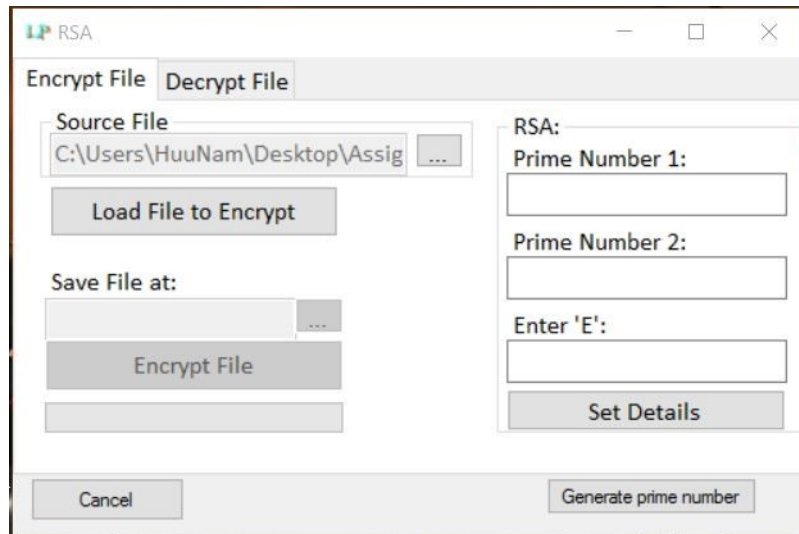 LP RSA
Encrypt File Decrypt File
Source File
C:\Users\HuuNam\Desktop\Assig ...
Load File to Encrypt
Save File at:
...
Encrypt File
RSA:
Prime Number 1:
Prime Number 2:
Enter 'E':
Set Details
Cancel
Generate prime number